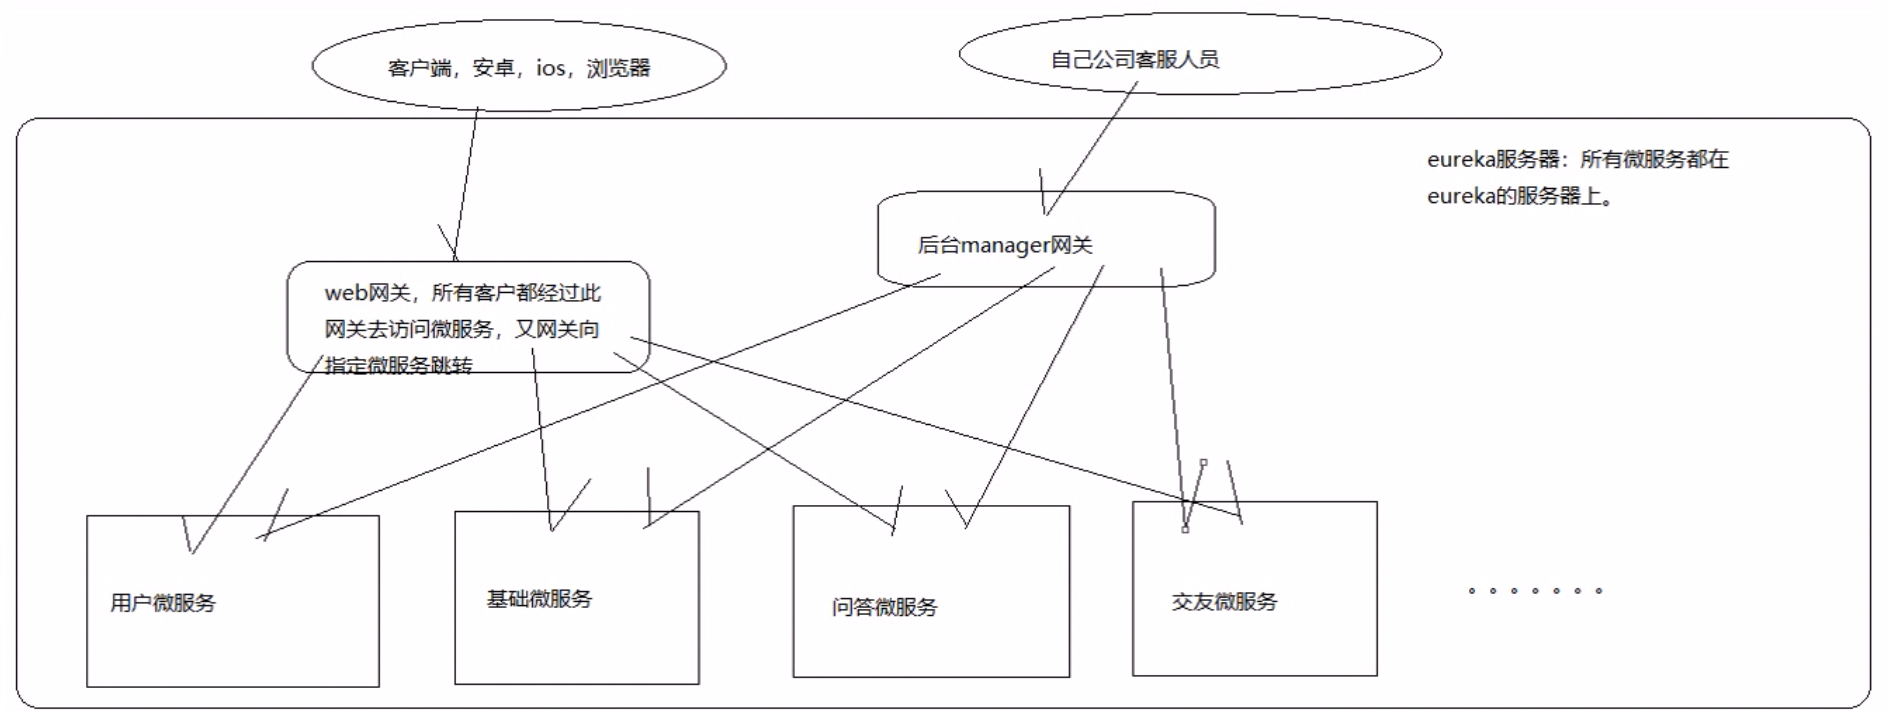 客户端，安卓，ios，浏览器
自己公司客服人员
eureka服务器：所有微服务都在
eureka的服务器上。
后台manager网关
web网关，所有客户都经过此
网关去访问微服务，又网关向
指定微服务跳转
用户微服务
基础微服务
问答微服务
交友微服务
。。。。。。。